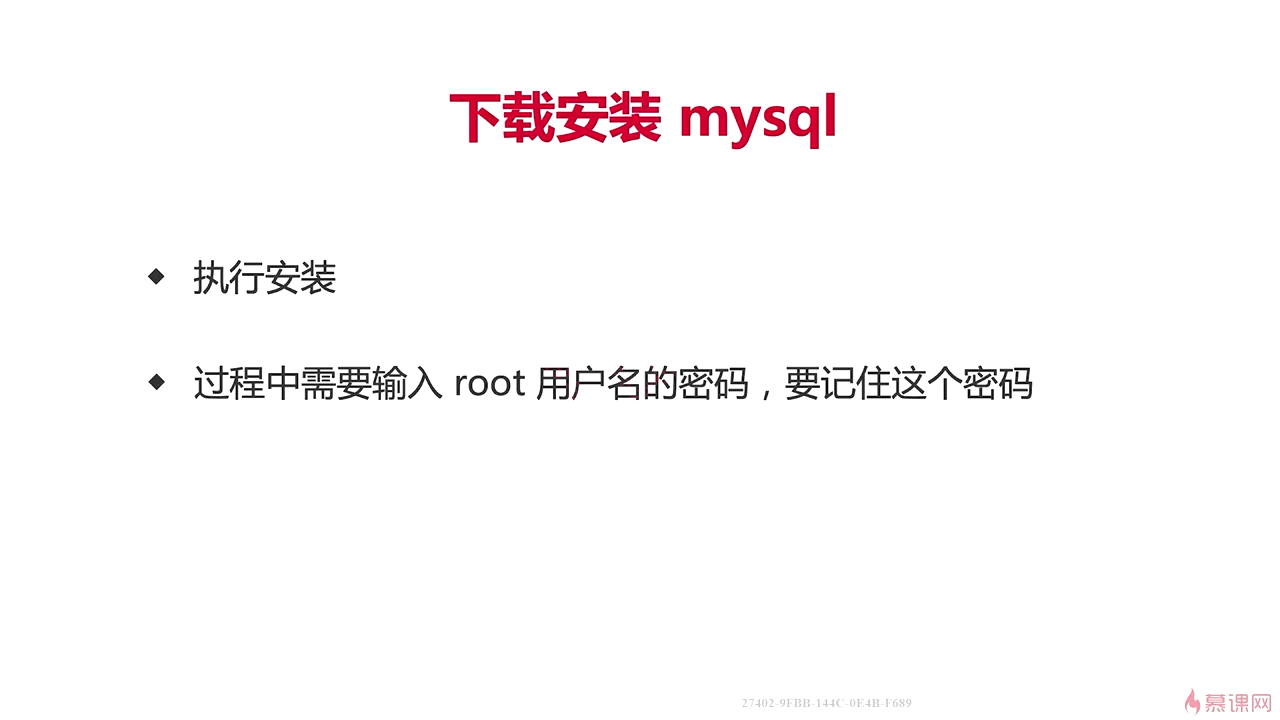 下载安装 mysql
执行安装
过程中需要输入 root 用户名的密码，要记住这个密码
27402-9FBB-144C-0E4B-F689
慕课网